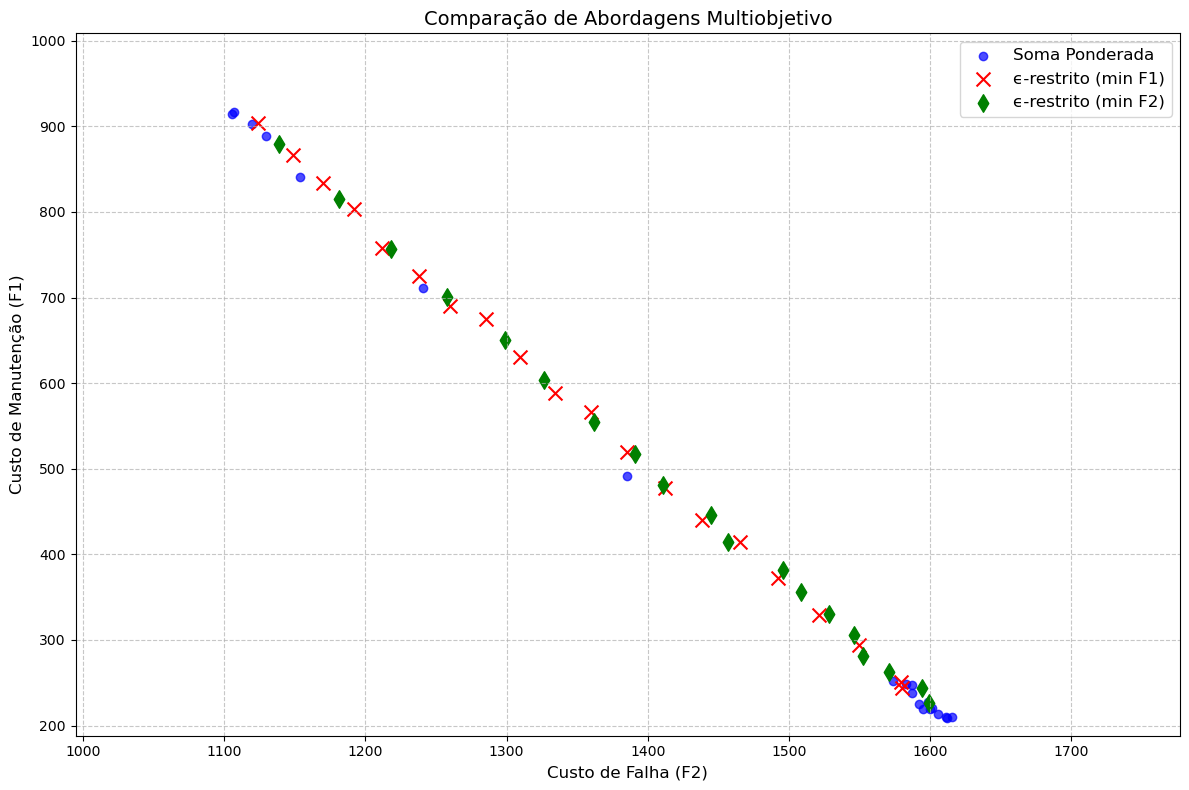 Comparação de Abordagens Multiobjetivo
Soma Ponderada
ϵ-restrito (min F1)
ϵ-restrito (min F2)
Custo de Manutenção (F1)
1000
900
800
700
600
500
400
300
200
1000 1100 1200 1300 1400 1500 1600 1700
Custo de Falha (F2)